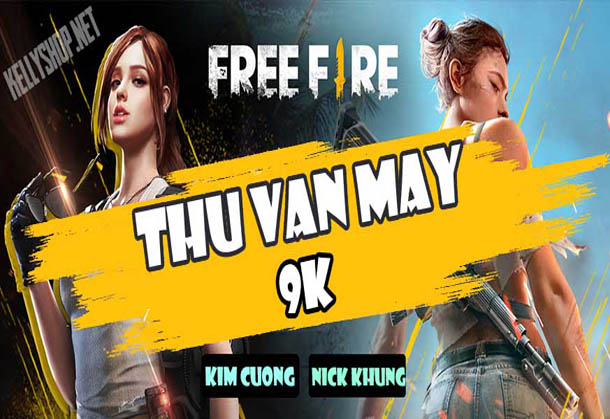 KELLYSHOP.NET
FREE FIRE
THU VAN MAY
9K
KIM CUONG
NICK KHUNG